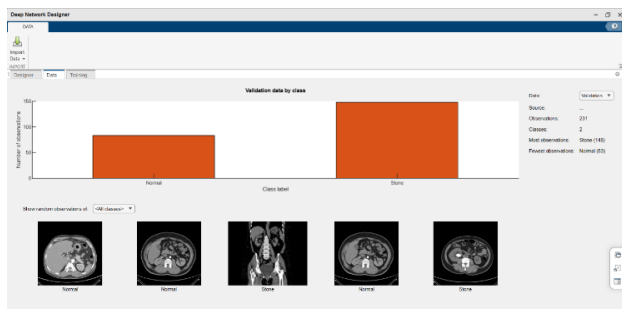 Deep Network Designer
DATA
Import
Data
Designer Data Training
Validation data by class
150
100
50
0
Number of observations
Normal Stone
Class label
Data: Validation
Source: ...
Observations: 231
Classes: 2
Most observations: Stone (148)
Fewest observations: Normal (83)
Show random observations of: <All classes>
Normal Normal Stone Normal Stone